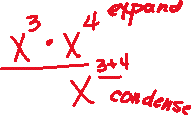 expand
x³ · x⁴
x³⁺⁴
condense